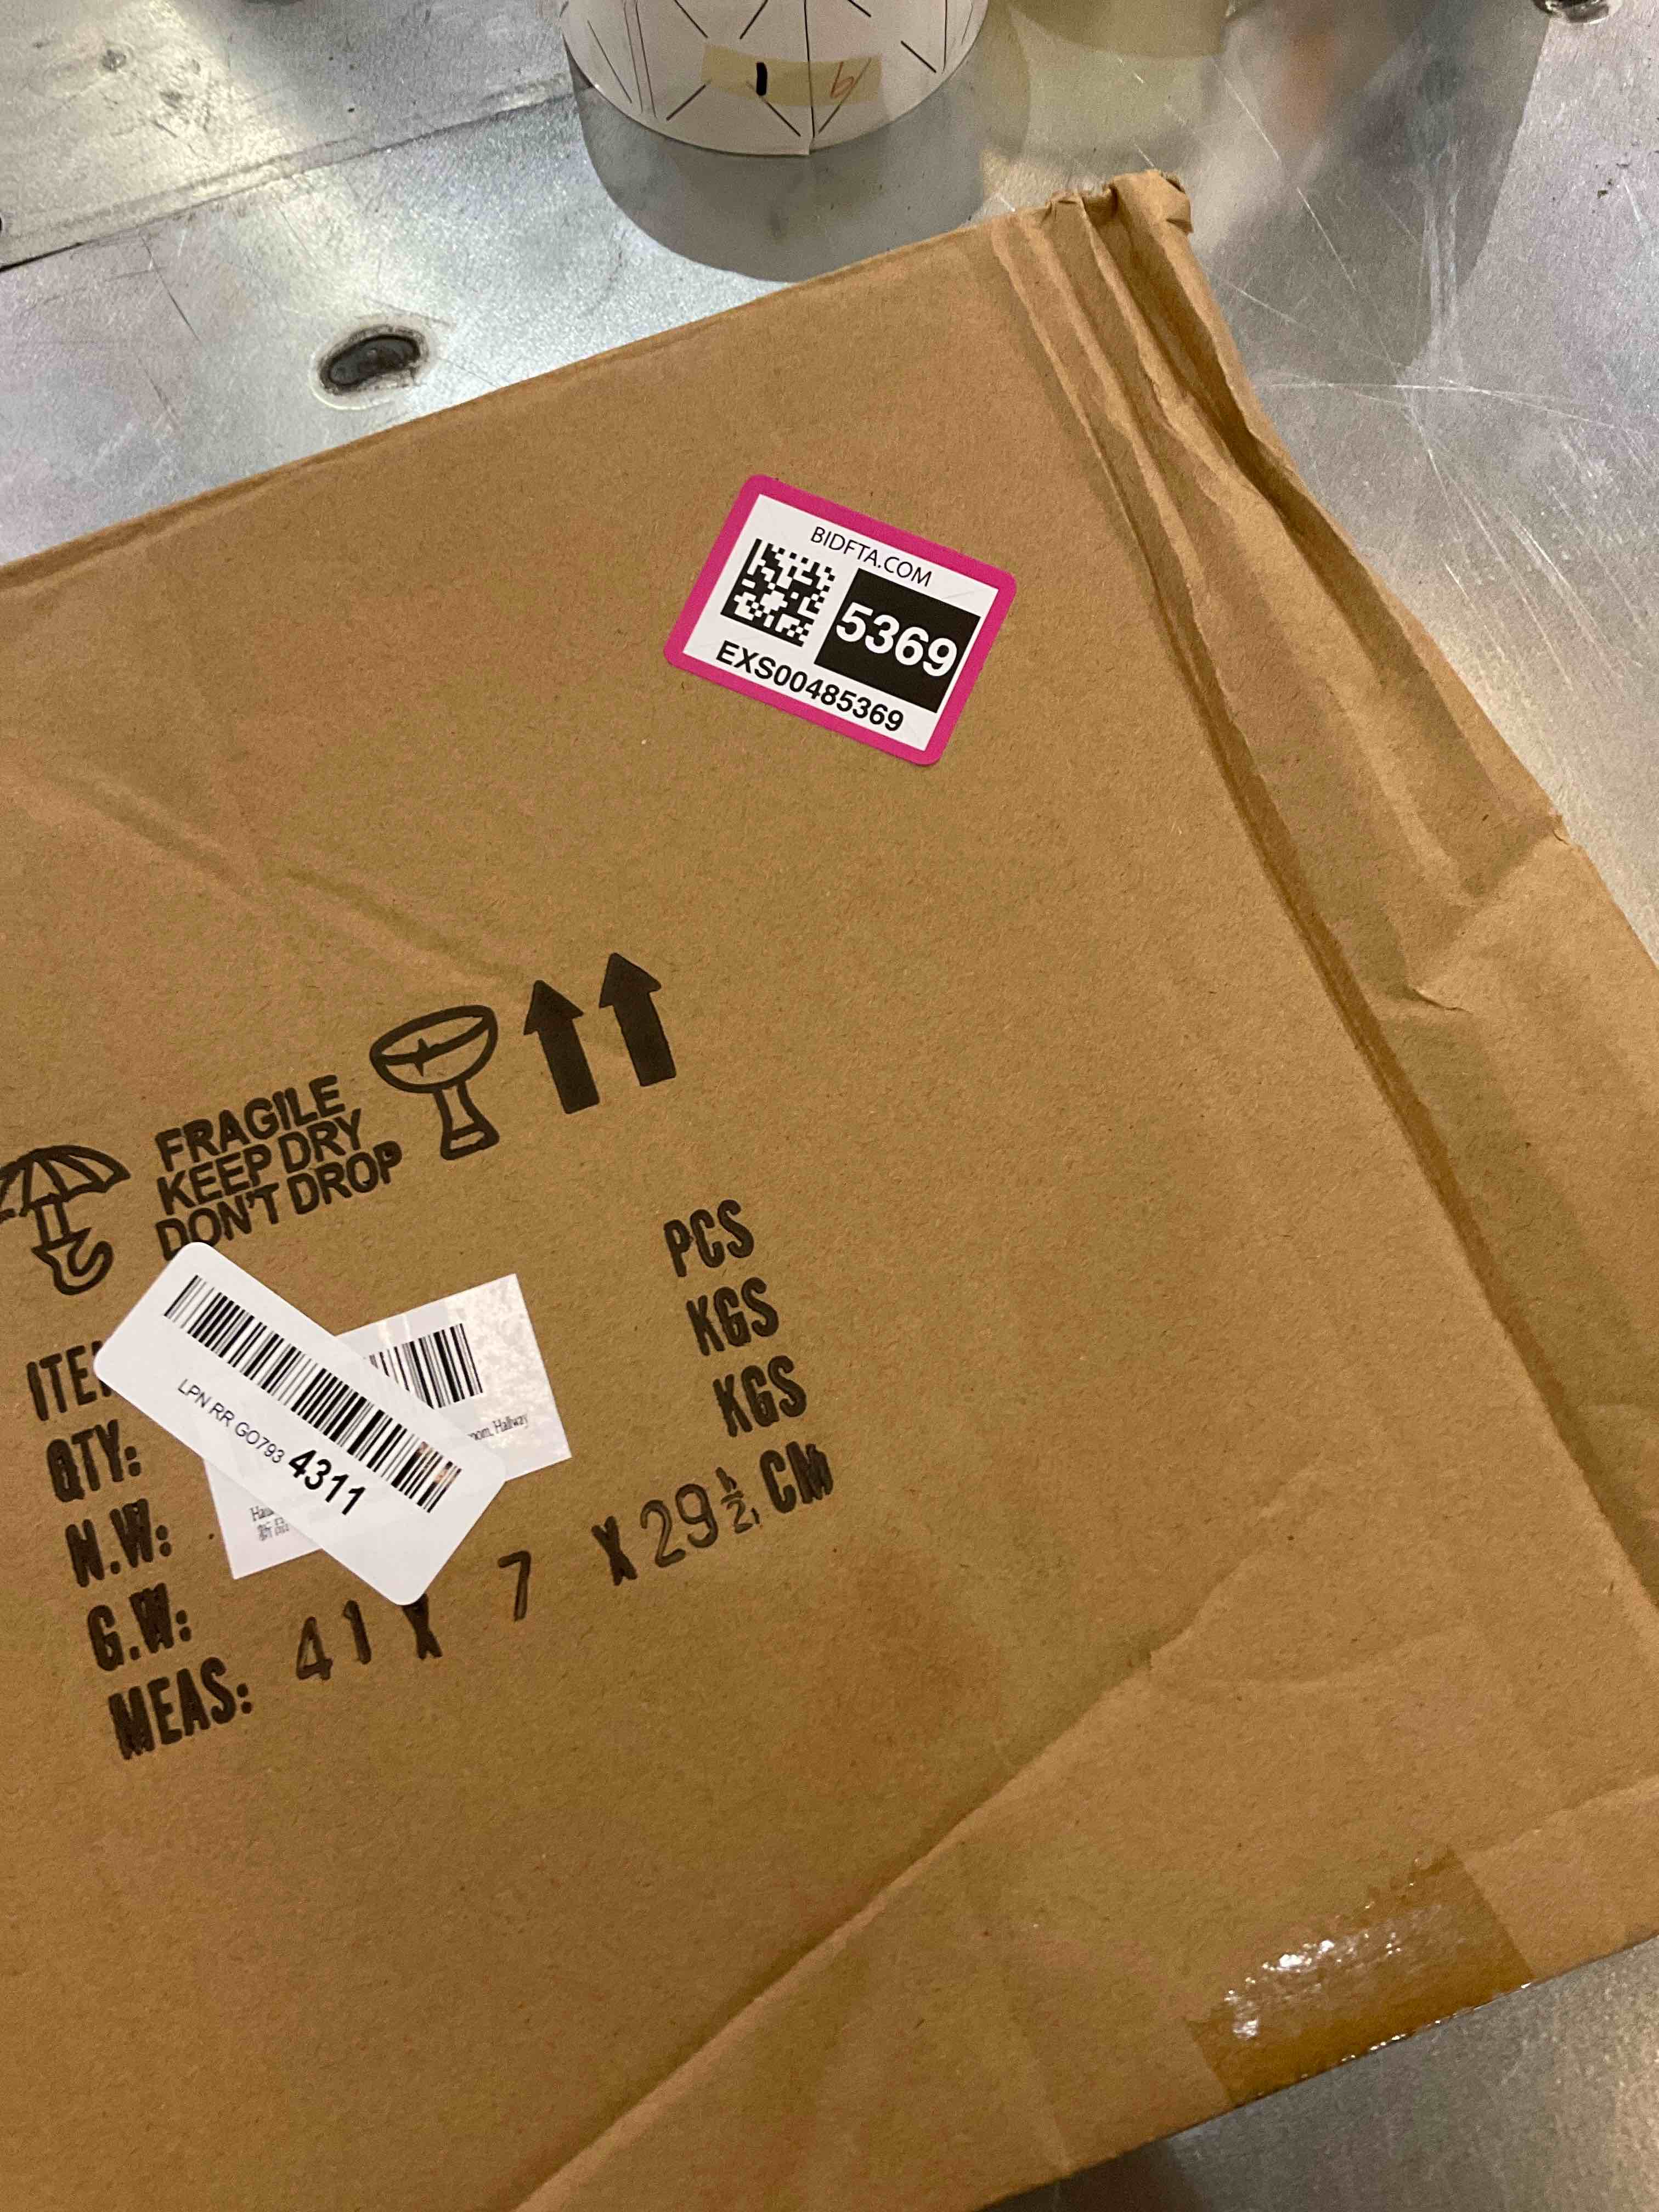 BIDFTA.COM
5369
EXS00485369
FRAGILE
KEEP DRY
DON'T DROP
PCS
KGS
KGS
QTY:
N.W:
G.W:
MEAS: 41 X 7 X 29½ CM
LPN RR GO793 4311
Hallway